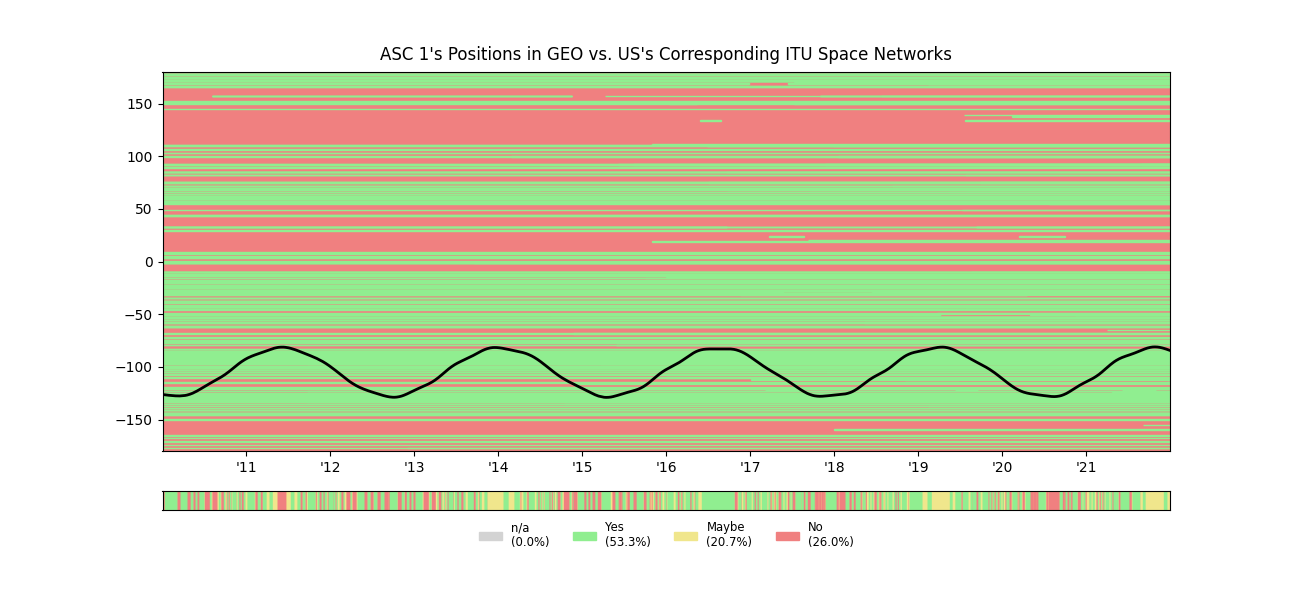 ASC 1's Positions in GEO vs. US's Corresponding ITU Space Networks
150
100
50
0
−50
−100
−150
'11 '12 '13 '14 '15 '16 '17 '18 '19 '20 '21
n/a Yes Maybe No
(0.0%) (53.3%) (20.7%) (26.0%)